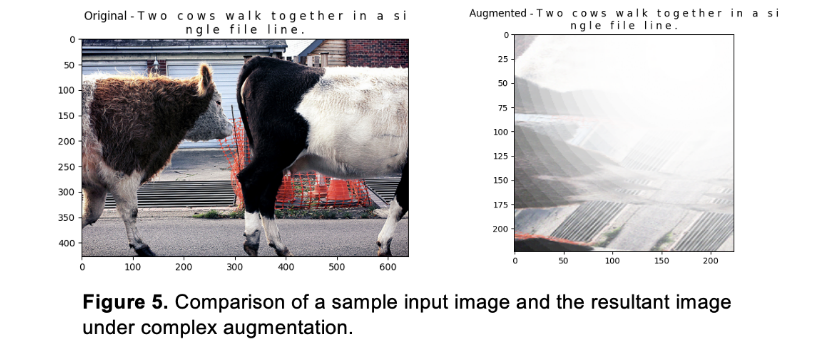 Original - T w o  c o w s  w a l k  t o g e t h e r  i n  a  s i
n g l e  f i l e  l i n e .
0
50
100
150
200
250
300
350
400
0 100 200 300 400 500 600
Augmented - T w o  c o w s  w a l k  t o g e t h e r  i n  a  s i
n g l e  f i l e  l i n e .
0
25
50
75
100
125
150
175
200
0 50 100 150 200
Figure 5. Comparison of a sample input image and the resultant image
under complex augmentation.